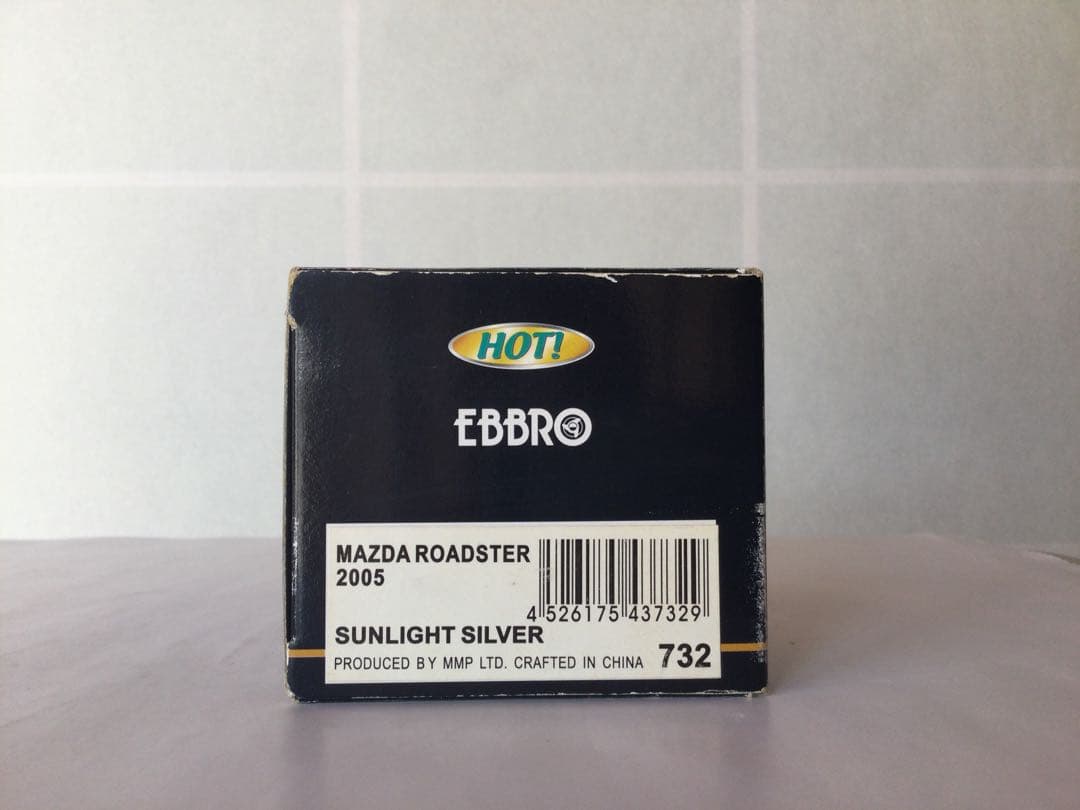 HOT!
EBBRO
MAZDA ROADSTER
2005
4 526175 437329
SUNLIGHT SILVER
PRODUCED BY MMP LTD. CRAFTED IN CHINA 732